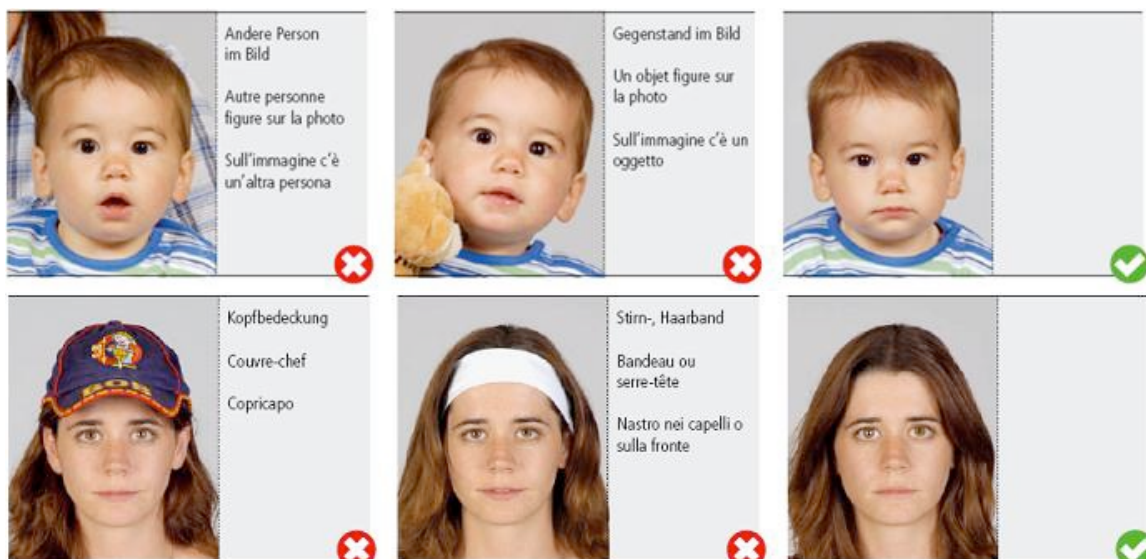 Andere Person
im Bild
Autre personne
figure sur la photo
Sull'immagine c'è
un'altra persona
Gegenstand im Bild
Un objet figure sur
la photo
Sull'immagine c'è un
oggetto
Kopfbedeckung
Couvre-chef
Copricapo
BOB
Stirn-, Haarband
Bandeau ou
serre-tête
Nastro nei capelli o
sulla fronte